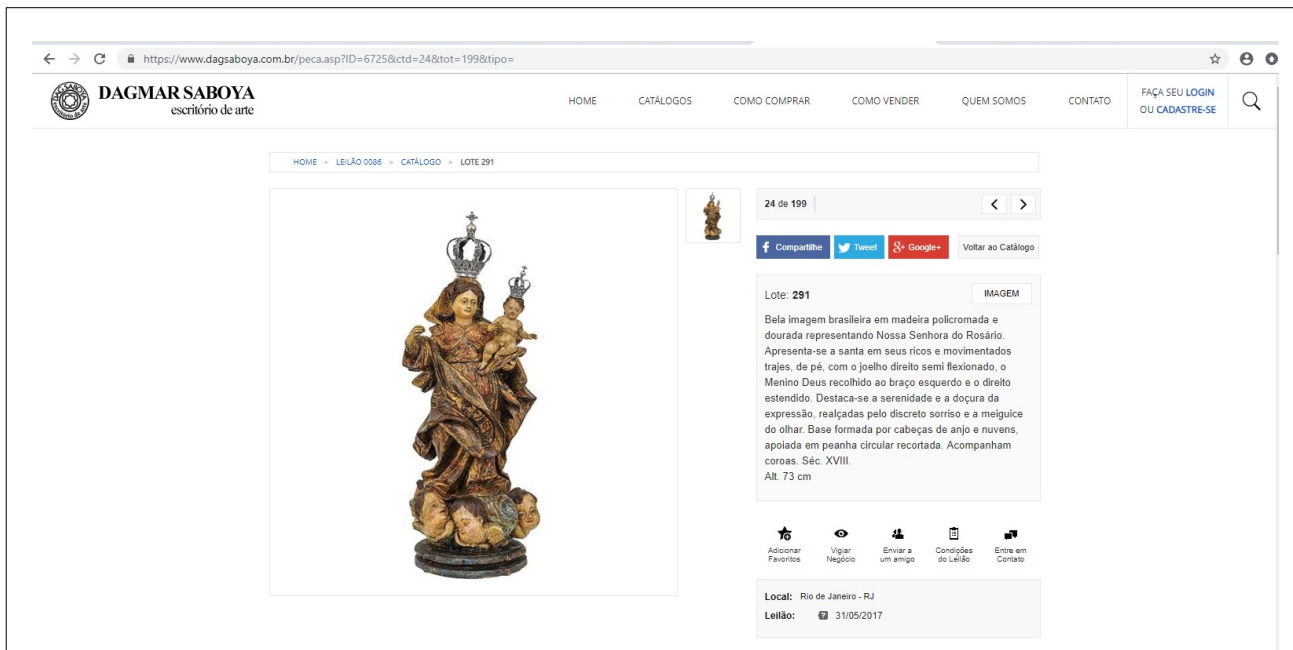 https://www.dagsaboya.com.br/peca.asp?ID=6725&ctd=24&tot=199&tipo=
DAGMAR SABOYA
escritório de arte
HOME CATÁLOGOS COMO COMPRAR COMO VENDER QUEM SOMOS CONTATO
FAÇA SEU LOGIN
OU CADASTRE-SE
HOME > LEILÃO 0086 > CATÁLOGO > LOTE 291
24 de 199
Compartilhe Tweet Google+ Voltar ao Catálogo
Lote: 291 IMAGEM
Bela imagem brasileira em madeira policromada e
dourada representando Nossa Senhora do Rosário.
Apresenta-se a santa em seus ricos e movimentados
trajes, de pé, com o joelho direito semi flexionado, o
Menino Deus recolhido ao braço esquerdo e o direito
estendido. Destaca-se a serenidade e a doçura da
expressão, realçadas pelo discreto sorriso e a meiguice
do olhar. Base formada por cabeças de anjo e nuvens,
apoiada em peanha circular recortada. Acompanham
coroas. Séc. XVIII.
Alt. 73 cm
Adicionar Favoritos
Vigiar Negócio
Enviar a um amigo
Condições do Leilão
Entre em Contato
Local: Rio de Janeiro - RJ
Leilão: 31/05/2017